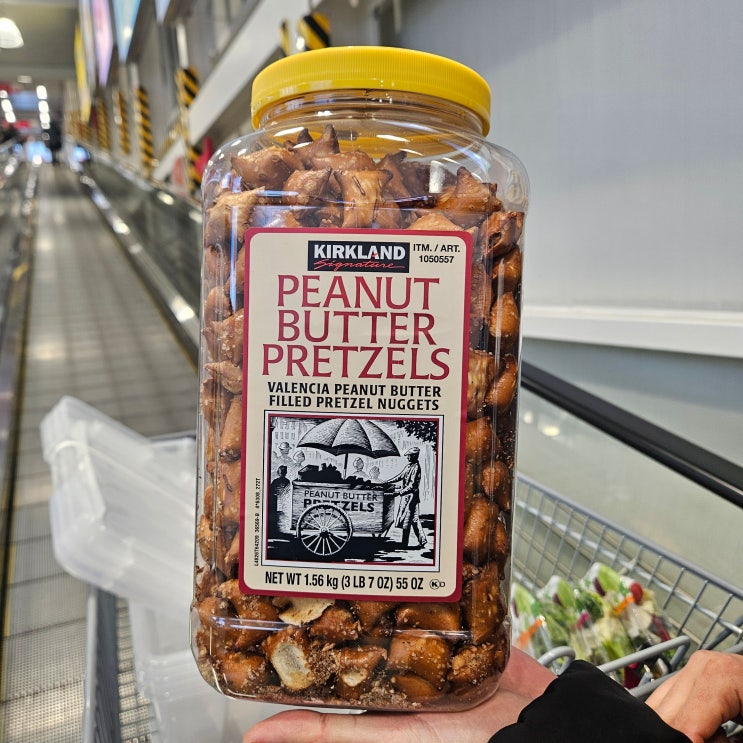 KIRKLAND
Signature
ITM. / ART.
1050557
PEANUT
BUTTER
PRETZELS
VALENCIA PEANUT BUTTER
FILLED PRETZEL NUGGETS
PEANUT BUTTER
PRETZELS
NET WT 1.56 kg (3 LB 7 OZ) 55 OZ